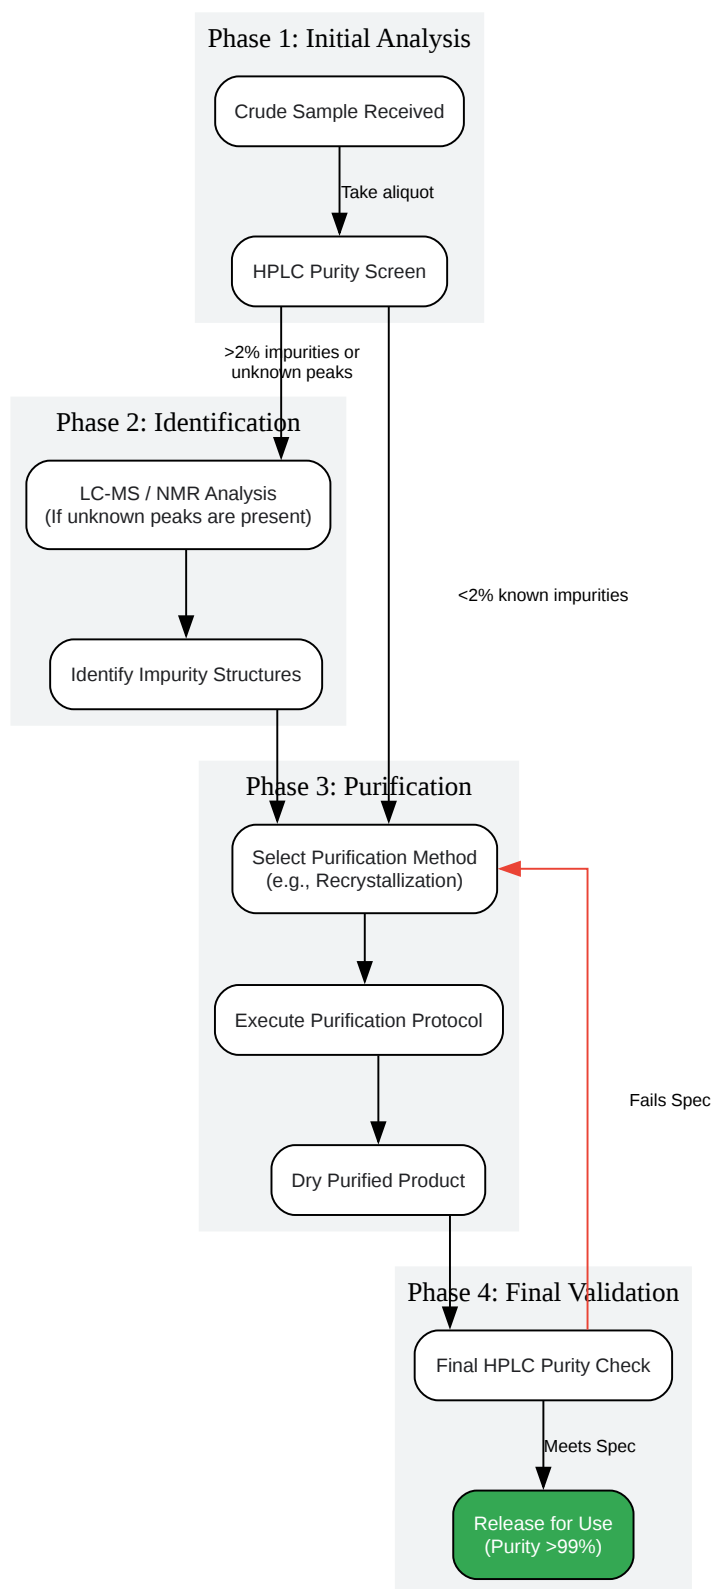 Phase 1: Initial Analysis
Crude Sample Received
Take aliquot
HPLC Purity Screen
>2% impurities or
unknown peaks
Phase 2: Identification
LC-MS / NMR Analysis
(If unknown peaks are present)
<2% known impurities
Identify Impurity Structures
Phase 3: Purification
Select Purification Method
(e.g., Recrystallization)
Execute Purification Protocol
Fails Spec
Dry Purified Product
Phase 4: Final Validation
Final HPLC Purity Check
Meets Spec
Release for Use
(Purity >99%)